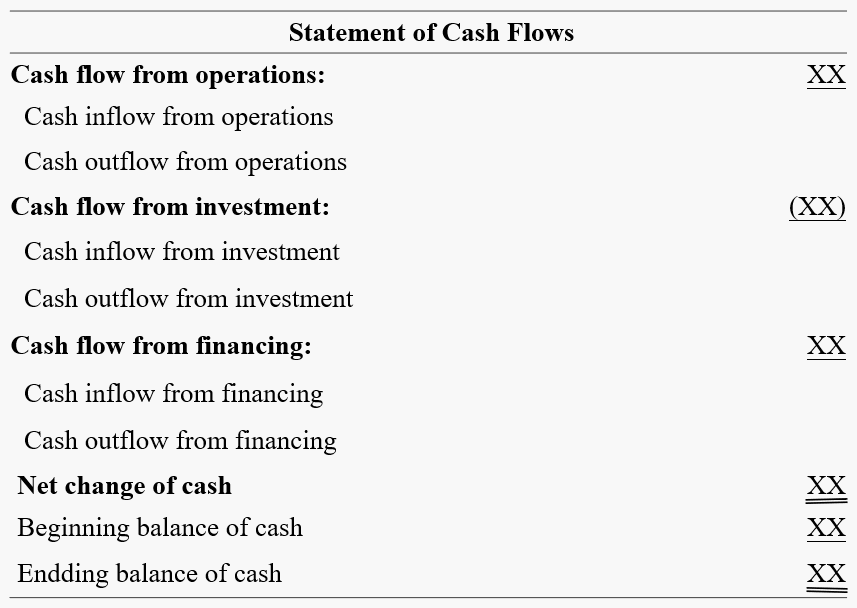 Statement of Cash Flows
Cash flow from operations: XX
Cash inflow from operations
Cash outflow from operations
Cash flow from investment: (XX)
Cash inflow from investment
Cash outflow from investment
Cash flow from financing: XX
Cash inflow from financing
Cash outflow from financing
Net change of cash XX
Beginning balance of cash XX
Endding balance of cash XX